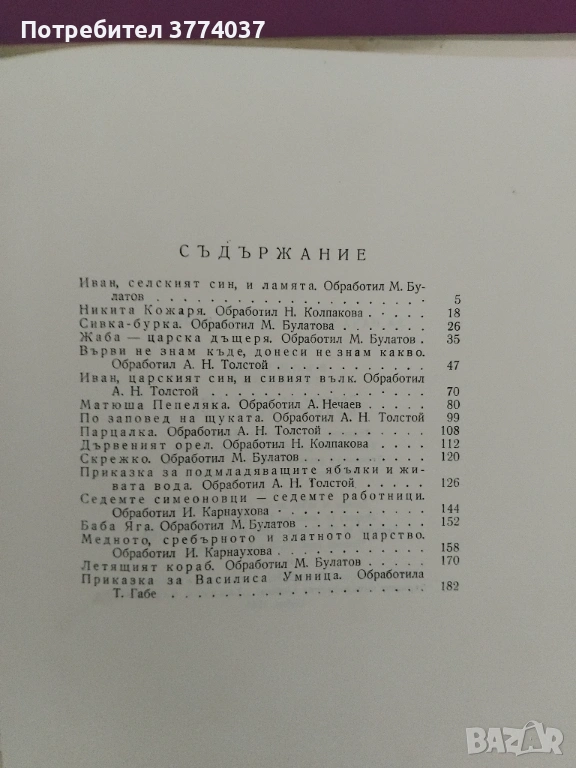 Потребител 3774037
СЪДЪРЖАНИЕ
Иван, селският син, и ламята. Обработил М. Бу-
латов . . . . . . . . . . . . . . . . . . . . 5
Никита Кожаря. Обработил Н. Колпакова . . . . 18
Сивка-бурка. Обработил М. Булатова . . . . . . 26
Жаба — царска дъщеря. Обработил М. Булатов . 35
Върви не знам къде, донеси не знам какво.
Обработил А. Н. Толстой . . . . . . . . . . . 47
Иван, царският син, и сивият вълк. Обработил
А. Н. Толстой . . . . . . . . . . . . . . . . 70
Матюша Пепеляка. Обработил А. Нечаев . . . . 80
По заповед на щуката. Обработил А. Н. Толстой 99
Парцалка. Обработил А. Н. Толстой . . . . . . 108
Дървеният орел. Обработил Н. Колпакова . . . 112
Скрежко. Обработил М. Булатов . . . . . . . . 120
Приказка за подмладяващите ябълки и жи-
вата вода. Обработил А. Н. Толстой . . . . . 126
Седемте симеоновци — седемте работници.
Обработил И. Карнаухова . . . . . . . . . . . 144
Баба Яга. Обработил М. Булатов . . . . . . . . 152
Медното, сребърното и златното царство.
Обработил И. Карнаухова . . . . . . . . . . . 158
Летящият кораб. Обработил М. Булатов . . . . 170
Приказка за Василиса Умница. Обработила
Т. Габе . . . . . . . . . . . . . . . . . . . 182
BAZAR